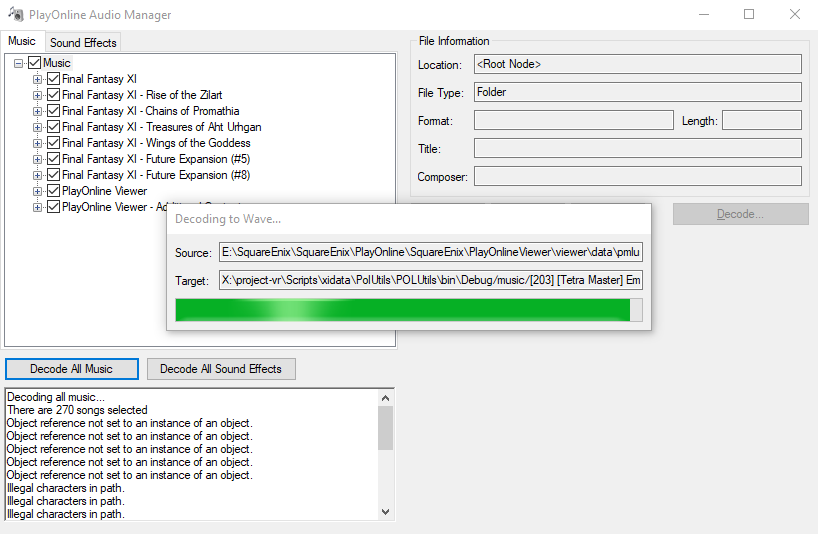 PlayOnline Audio Manager
Music
Sound Effects
Music
Final Fantasy XI
Final Fantasy XI - Rise of the Zilart
Final Fantasy XI - Chains of Promathia
Final Fantasy XI - Treasures of Aht Urhgan
Final Fantasy XI - Wings of the Goddess
Final Fantasy XI - Future Expansion (#5)
Final Fantasy XI - Future Expansion (#8)
PlayOnline Viewer
PlayOnline Viewer -
File Information
Location: <Root Node>
File Type: Folder
Format: Length:
Title:
Composer:
Decode...
Decoding to Wave...
Source: E:\SquareEnix\SquareEnix\PlayOnline\SquareEnix\PlayOnlineViewer\viewer\data\pmlu
Target: X:\project-vr\Scripts\xidata\PolUtils\POLUtils\bin\Debug/music/[203] [Tetra Master] Em
Decode All Music
Decode All Sound Effects
Decoding all music...
There are 270 songs selected
Object reference not set to an instance of an object.
Object reference not set to an instance of an object.
Object reference not set to an instance of an object.
Object reference not set to an instance of an object.
Object reference not set to an instance of an object.
Illegal characters in path.
Illegal characters in path.
Illegal characters in path.